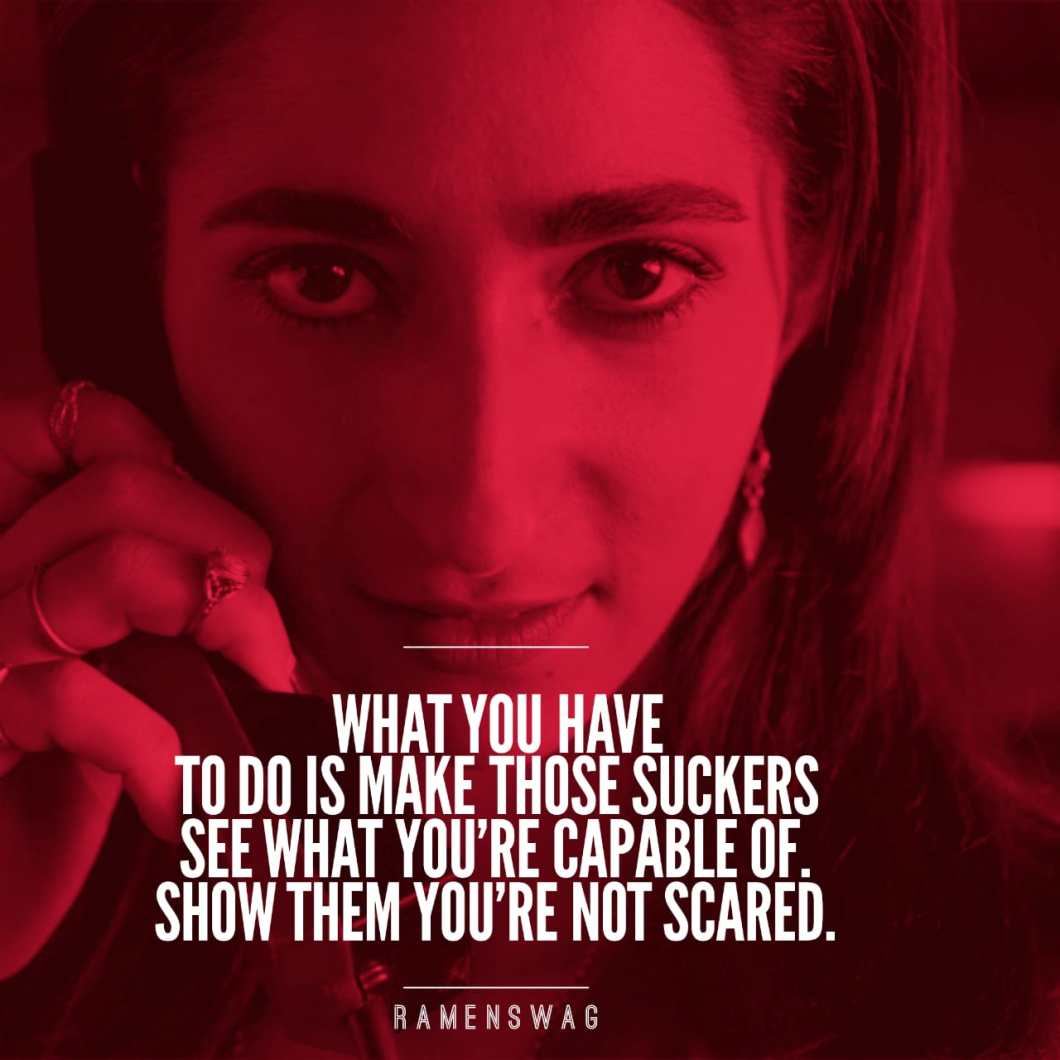 WHAT YOU HAVE
TO DO IS MAKE THOSE SUCKERS
SEE WHAT YOU'RE CAPABLE OF.
SHOW THEM YOU'RE NOT SCARED.
RAMENSWAG